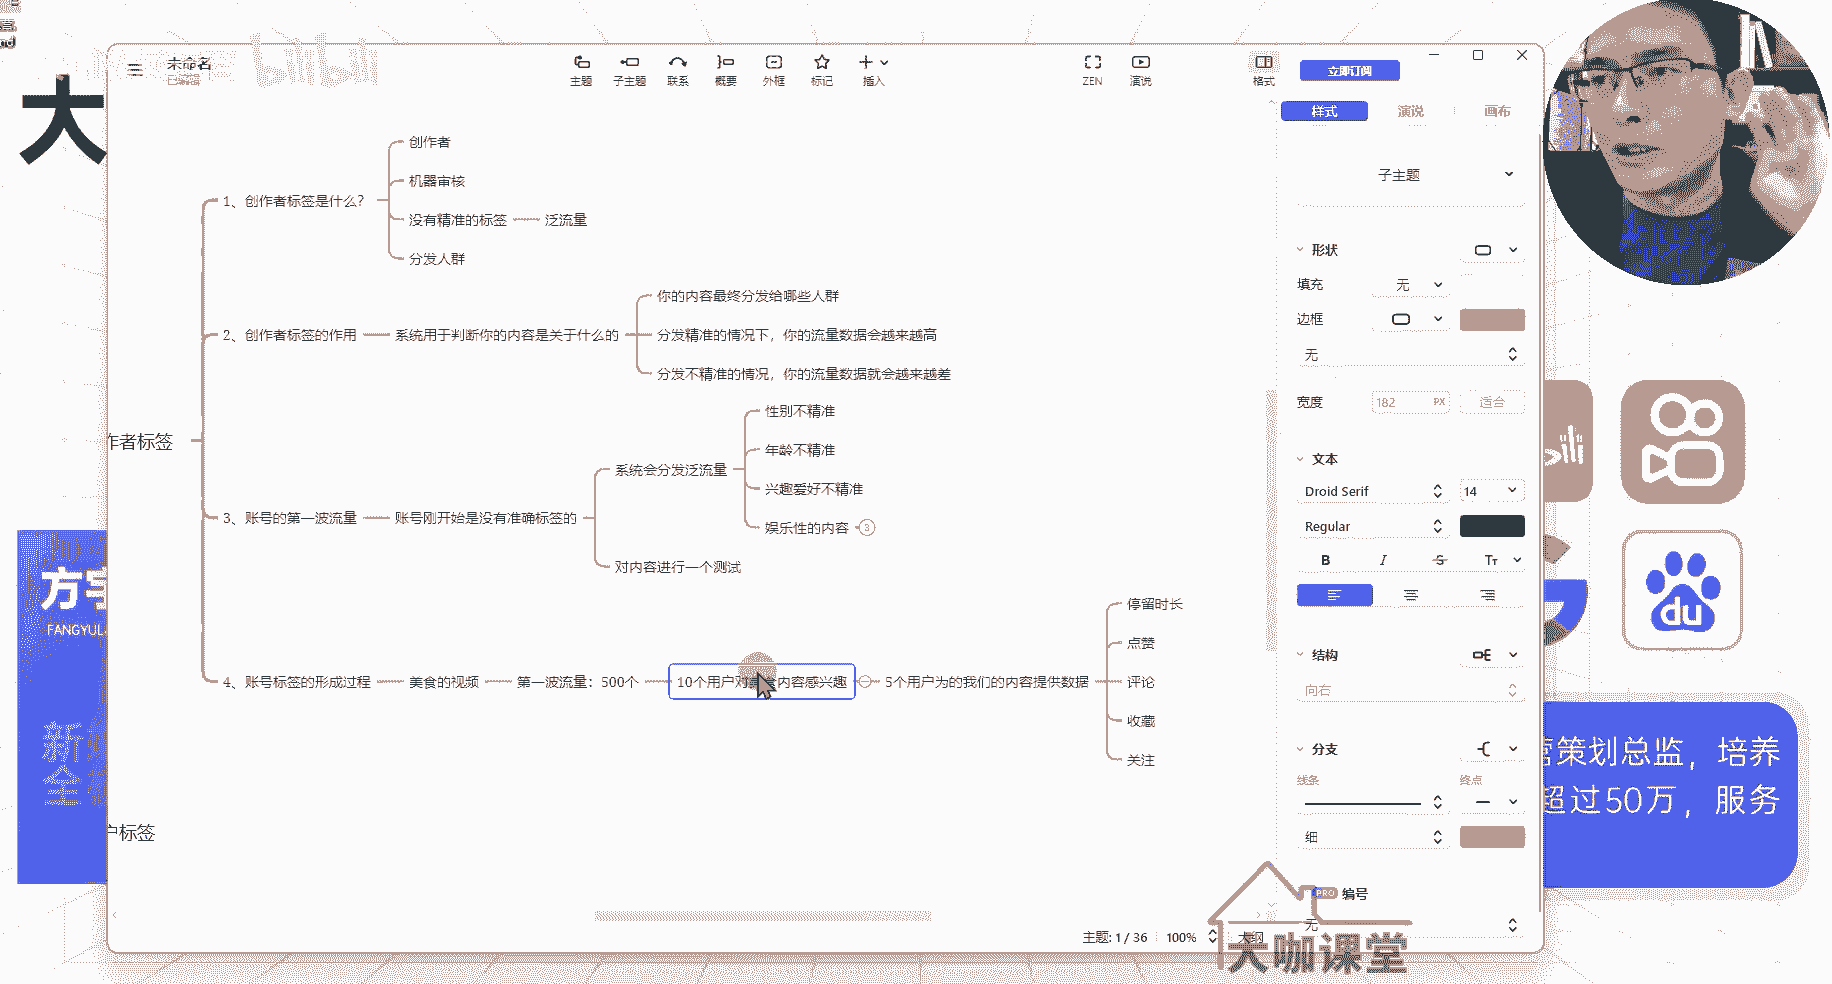 大
bilibili
未命名
已编辑
主题
子主题
联系
概要
外框
标记
插入
ZEN
演说
格式
立即订阅
样式
演说
画布
创作者
机器审核
1、创作者标签是什么?
没有精准的标签
泛流量
分发人群
你的内容最终分发给哪些人群
2、创作者标签的作用
系统用于判断你的内容是关于什么的
分发精准的情况下，你的流量数据会越来越高
分发不精准的情况，你的流量数据就会越来越差
性别不精准
作者标签
年龄不精准
系统会分发泛流量
兴趣爱好不精准
3、账号的第一波流量
账号刚开始是没有准确标签的
娱乐性的内容
3
对内容进行一个测试
停留时长
点赞
4、账号标签的形成过程
美食的视频
第一波流量：500个
10个用户对美食内容感兴趣
5个用户为的我们的内容提供数据
评论
收藏
关注
户标签
子主题
形状
填充
无
边框
无
宽度
182
PX
适合
文本
Droid Serif
14
Regular
B
I
S
Tт
结构
向右
分支
线条
终点
细
PRO
编号
无
主题: 1 / 36
100%
大纲
大咖课堂
方宇
FANGYUL
新
全
du
营策划总监，培养
超过50万，服务